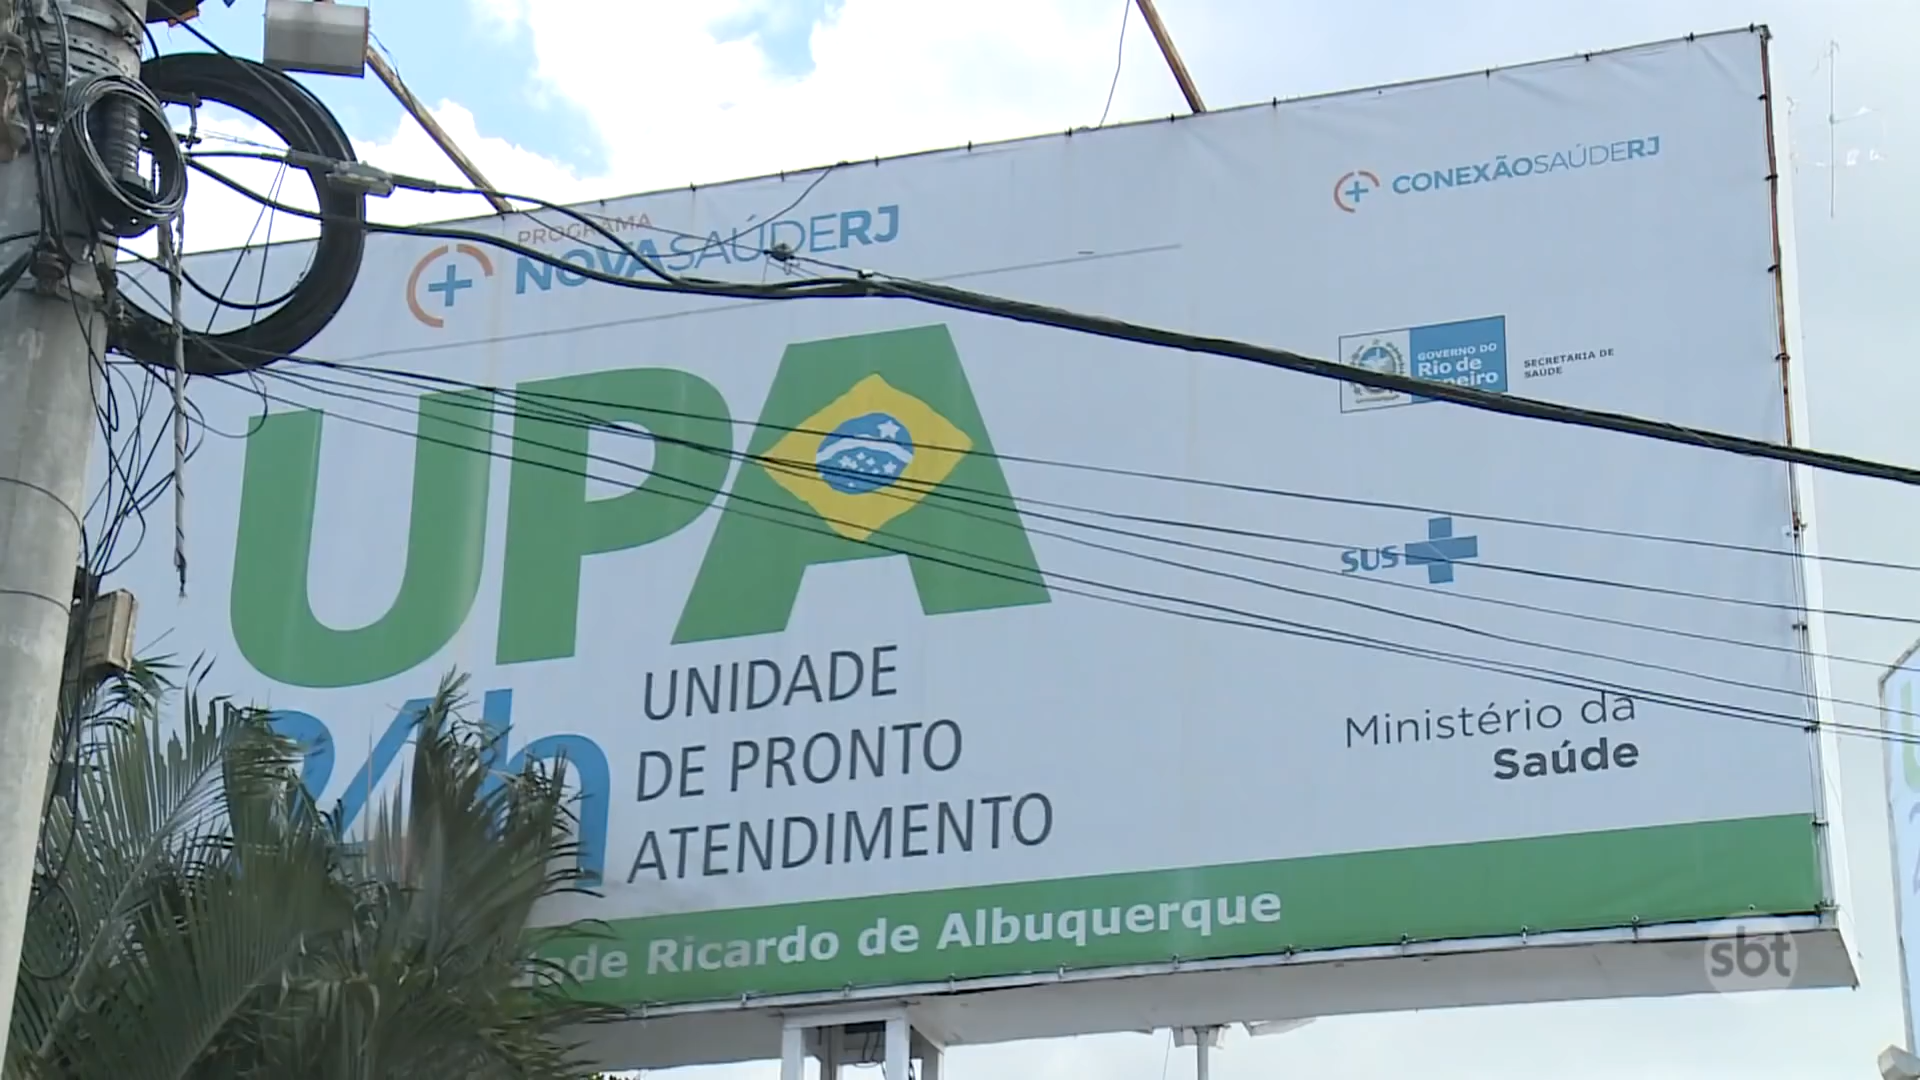 PROGRAMA
NOVASAÚDERJ
CONEXÃOSAÚDERJ
GOVERNO DO
Rio de
SECRETARIA DE
SAÚDE
UPA
SUS
UNIDADE
DE PRONTO
ATENDIMENTO
Ministério da
Saúde
Ricardo de Albuquerque
sbt